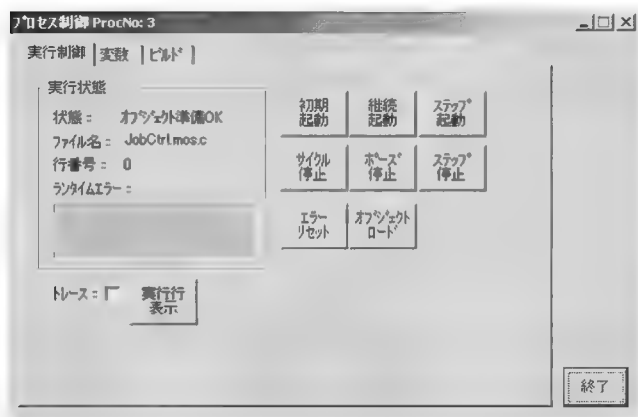 プロセス制御 ProcNo: 3
実行制御 変数 ビルド
実行状態
状態： オブジェクト準備OK
ファイル名： JobCtrl.mos.c
行番号： 0
ランタイムエラー：
初期
起動
継続
起動
ステップ
起動
サイクル
停止
ポーズ
停止
ステップ
停止
エラー
リセット
オブジェクト
ロード
トレース：
実行行
表示
終了